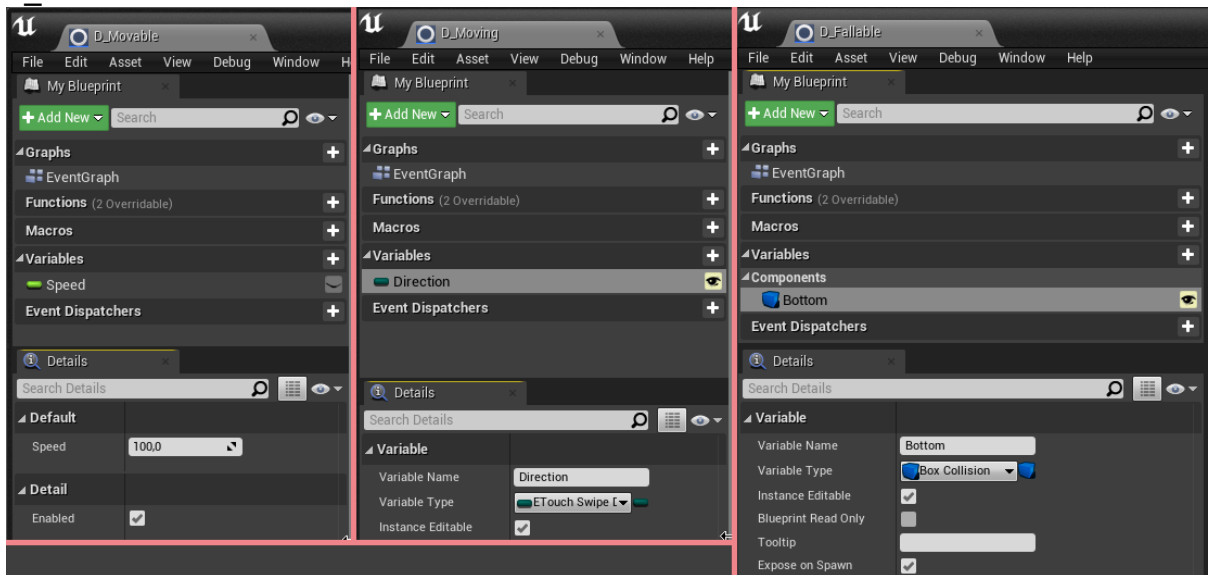 D_Movable
File Edit Asset View Debug Window
My Blueprint
Add New
Search
Graphs
EventGraph
Functions (2 Overridable)
Macros
Variables
Speed
Event Dispatchers
Details
Search Details
Default
Speed 100,0
Detail
Enabled
D_Moving
File Edit Asset View Debug Window Help
My Blueprint
Add New
Search
Graphs
EventGraph
Functions (2 Overridable)
Macros
Variables
Direction
Event Dispatchers
Details
Search Details
Variable
Variable Name Direction
Variable Type ETouch Swipe
Instance Editable
D_Fallable
File Edit Asset View Debug Window Help
My Blueprint
Add New
Search
Graphs
EventGraph
Functions (2 Overridable)
Macros
Variables
Components
Bottom
Event Dispatchers
Details
Search Details
Variable
Variable Name Bottom
Variable Type Box Collision
Instance Editable
Blueprint Read Only
Tooltip
Expose on Spawn